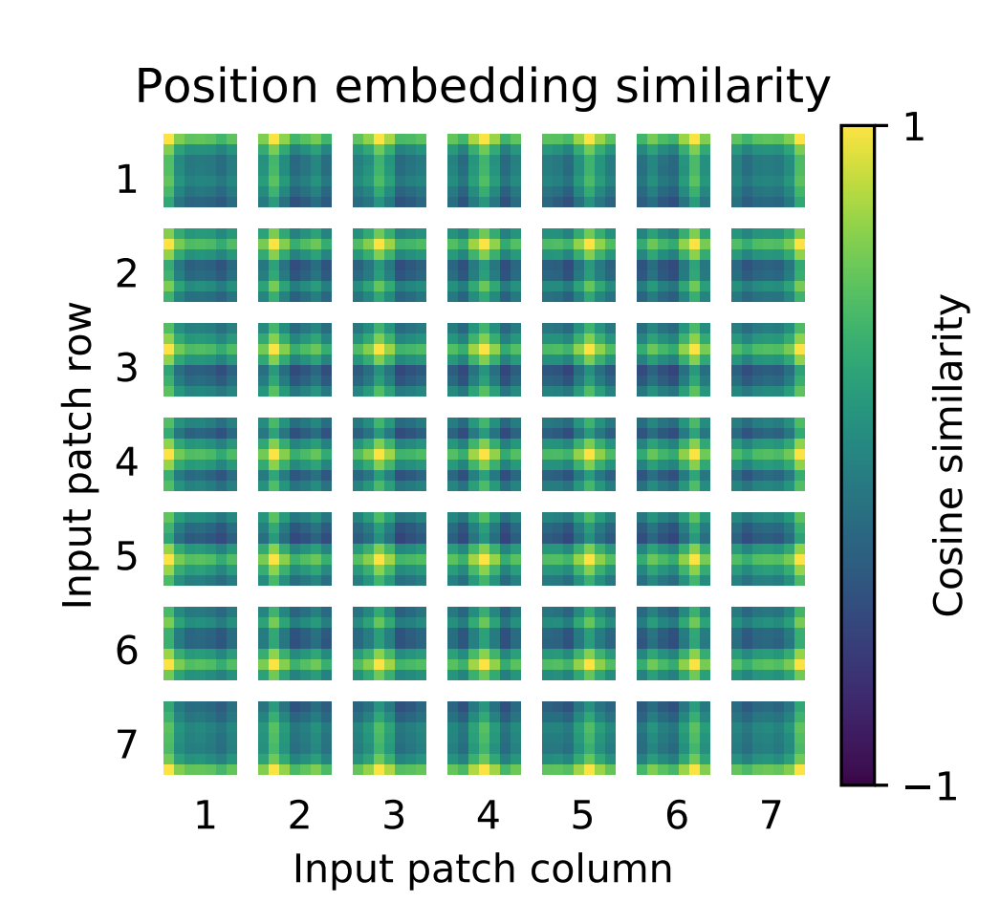 Position embedding similarity
1
2
3
4
5
6
7
Input patch row
1 2 3 4 5 6 7
Input patch column
1
−1
Cosine similarity